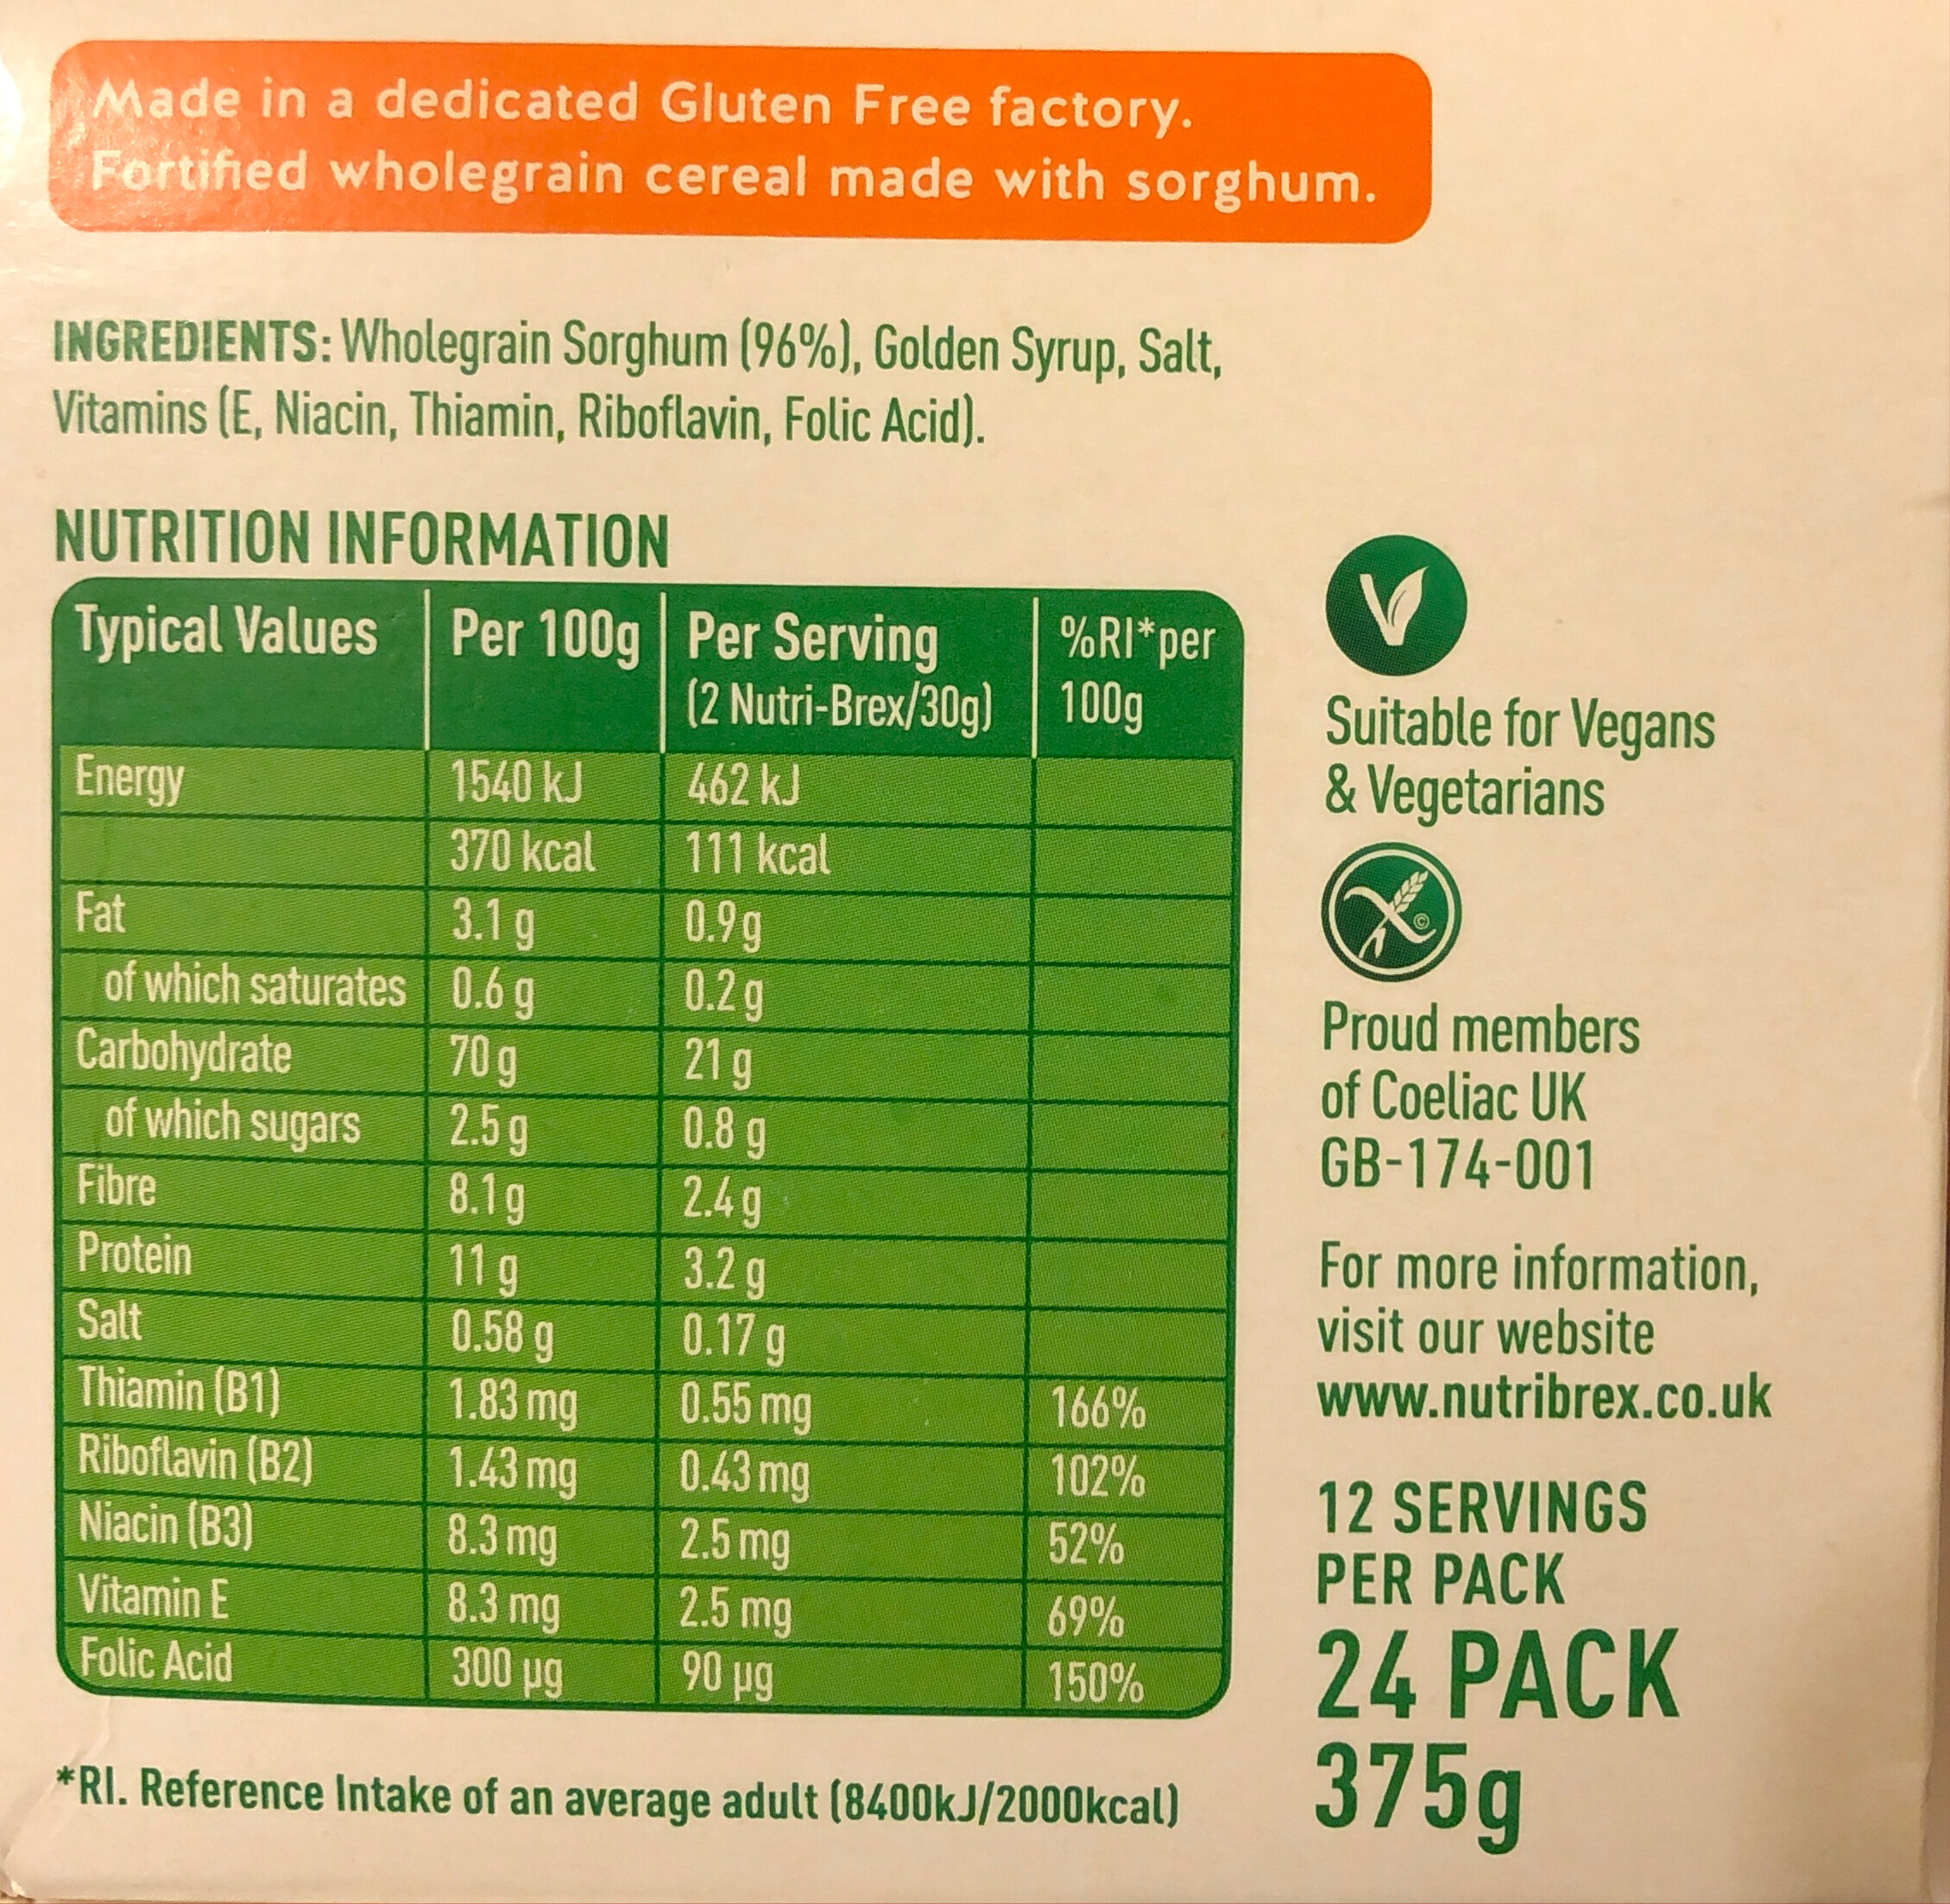 Made in a dedicated Gluten Free factory.
Fortified wholegrain cereal made with sorghum.
INGREDIENTS: Wholegrain Sorghum (96%), Golden Syrup, Salt,
Vitamins (E, Niacin, Thiamin, Riboflavin, Folic Acid).
NUTRITION INFORMATION
Typical Values Per 100g Per Serving %RI*per
(2 Nutri-Brex/30g) 100g
Energy 1540 kJ 462 kJ
370 kcal 111 kcal
Fat 3.1 g 0.9g
of which saturates 0.6 g 0.2 g
Carbohydrate 70 g 21 g
of which sugars 2.5 g 0.8 g
Fibre 8.1 g 2.4 g
Protein 11 g 3.2 g
Salt 0.58 g 0.17 g
Thiamin (B1) 1.83 mg 0.55 mg 166%
Riboflavin (B2) 1.43 mg 0.43 mg 102%
Niacin (B3) 8.3 mg 2.5 mg 52%
Vitamin E 8.3 mg 2.5 mg 69%
Folic Acid 300 µg 90 µg 150%
*RI. Reference Intake of an average adult (8400kJ/2000kcal)
V
Suitable for Vegans
& Vegetarians
©
Proud members
of Coeliac UK
GB-174-001
For more information,
visit our website
www.nutribrex.co.uk
12 SERVINGS
PER PACK
24 PACK
375g